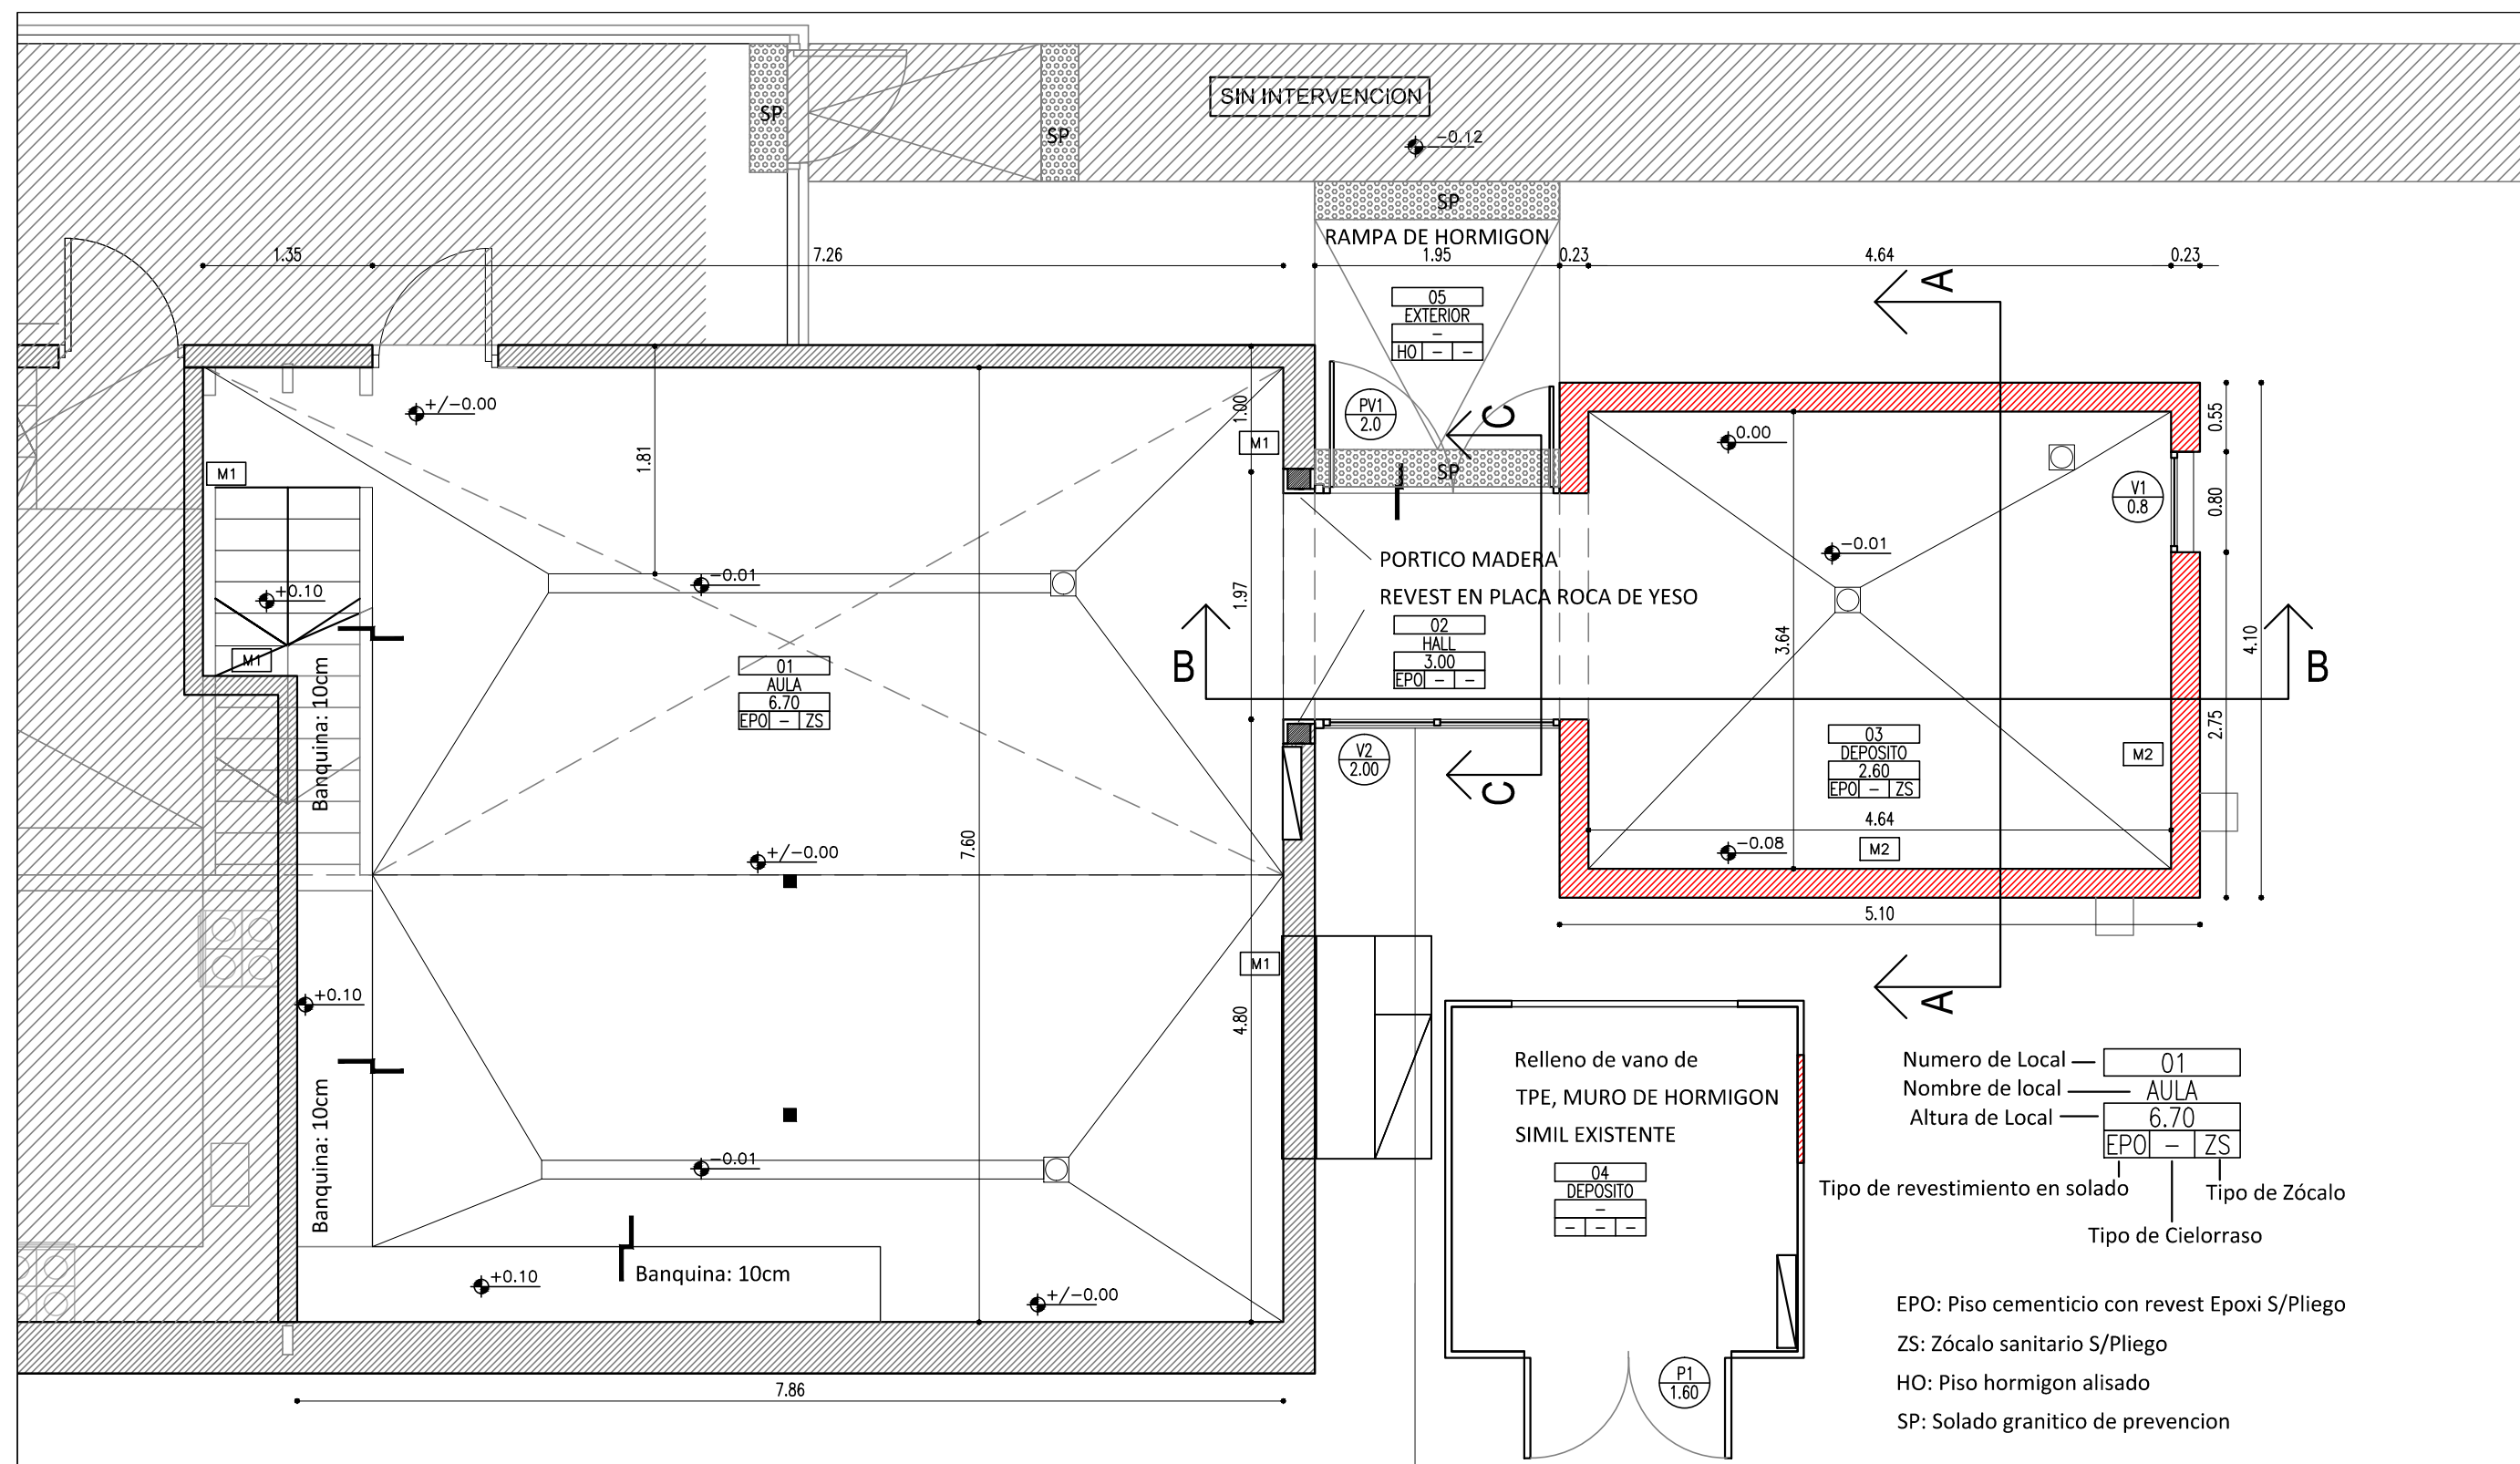 SIN INTERVENCION
SP
SP
-0.12
SP
RAMPA DE HORMIGON
1.35
7.26
1.95
0.23
4.64
0.23
A
05
EXTERIOR
-
HO - -
+/-0.00
1.00
PV1
2.0
C
0.55
M1
M1
1.81
SP
0.00
V1
0.8
0.80
-0.01
-0.01
PORTICO MADERA
REVEST EN PLACA ROCA DE YESO
+0.10
1.97
02
HALL
3.00
EPO - -
3.64
4.10
B
B
M1
Banquina: 10cm
01
AULA
6.70
EPO - ZS
2.75
03
DEPOSITO
2.60
EPO - ZS
M2
V2
2.00
C
4.64
7.60
+/-0.00
-0.08
M2
5.10
M1
+0.10
4.80
A
Banquina: 10cm
Relleno de vano de
TPE, MURO DE HORMIGON
SIMIL EXISTENTE
04
DEPOSITO
-
- - -
-0.01
+0.10
Banquina: 10cm
+/-0.00
P1
1.60
7.86
Numero de Local
01
Nombre de local
AULA
Altura de Local
6.70
EPO - ZS
Tipo de revestimiento en solado
Tipo de Zócalo
Tipo de Cielorraso
EPO: Piso cementicio con revest Epoxi S/Pliego
ZS: Zócalo sanitario S/Pliego
HO: Piso hormigon alisado
SP: Solado granitico de prevencion